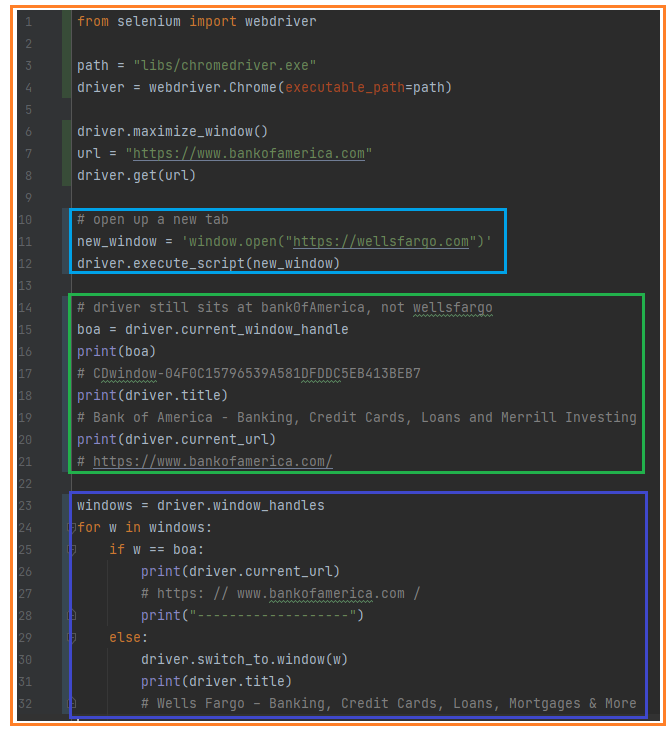 1 from selenium import webdriver
2
3 path = "libs/chromedriver.exe"
4 driver = webdriver.Chrome(executable_path=path)
5
6 driver.maximize_window()
7 url = "https://www.bankofamerica.com"
8 driver.get(url)
9
10 # open up a new tab
11 new_window = 'window.open("https://wellsfargo.com")'
12 driver.execute_script(new_window)
13
14 # driver still sits at bank0fAmerica, not wellsfargo
15 boa = driver.current_window_handle
16 print(boa)
17 # CDwindow-04F0C15796539A581DFDDC5EB413BEB7
18 print(driver.title)
19 # Bank of America - Banking, Credit Cards, Loans and Merrill Investing
20 print(driver.current_url)
21 # https://www.bankofamerica.com/
22
23 windows = driver.window_handles
24 for w in windows:
25     if w == boa:
26         print(driver.current_url)
27         # https: // www.bankofamerica.com /
28         print("-------------------")
29     else:
30         driver.switch_to.window(w)
31         print(driver.title)
32         # Wells Fargo – Banking, Credit Cards, Loans, Mortgages & More